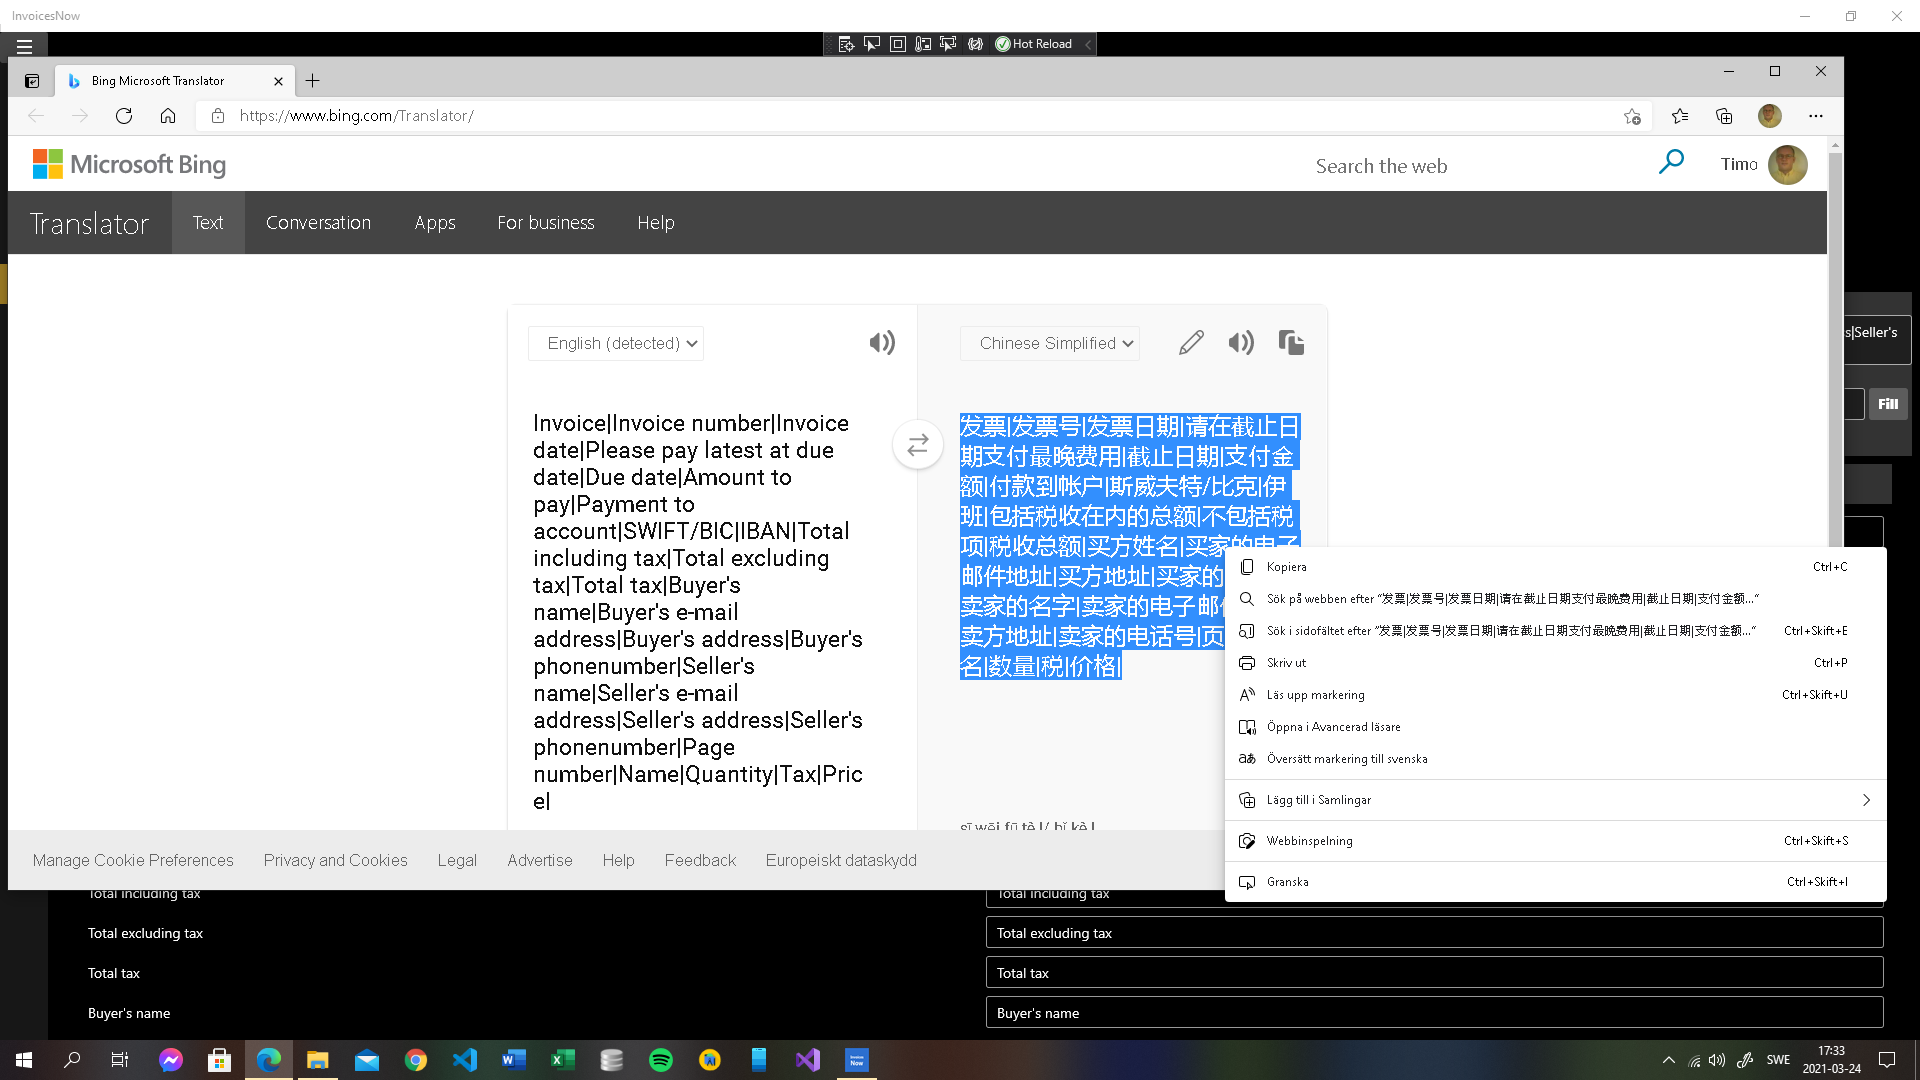 InvoicesNow
Hot Reload
Bing Microsoft Translator
https://www.bing.com/Translator/
Microsoft Bing
Search the web
Timo
Translator
Text
Conversation
Apps
For business
Help
s|Seller's
Fill
English (detected)
Chinese Simplified
Invoice|Invoice number|Invoice
date|Please pay latest at due
date|Due date|Amount to
pay|Payment to
account|SWIFT/BIC|IBAN|Total
including tax|Total excluding
tax|Total tax|Buyer's
name|Buyer's e-mail
address|Buyer's address|Buyer's
phonenumber|Seller's
name|Seller's e-mail
address|Seller's address|Seller's
phonenumber|Page
number|Name|Quantity|Tax|Pric
e|
发票|发票号|发票日期|请在截止日
期支付最晚费用|截止日期|支付金
额|付款到帐户|斯威夫特/比克|伊
班|包括税收在内的总额|不包括税
项|税收总额|买方姓名|买家的电子
邮件地址|买方地址|买家的
卖家的名字|卖家的电子邮
卖方地址|卖家的电话号|页
名|数量|税|价格|
sī wēi fū tè / bǐ kè |
Kopiera Ctrl+C
Sök på webben efter "发票|发票号|发票日期|请在截止日期支付最晚费用|截止日期|支付金额..."
Sök i sidofältet efter "发票|发票号|发票日期|请在截止日期支付最晚费用|截止日期|支付金额..." Ctrl+Skift+E
Skriv ut Ctrl+P
Läs upp markering Ctrl+Skift+U
Öppna i Avancerad läsare
Översätt markering till svenska
Lägg till i Samlingar
Webbinspelning Ctrl+Skift+S
Granska Ctrl+Skift+I
Manage Cookie Preferences
Privacy and Cookies
Legal
Advertise
Help
Feedback
Europeiskt dataskydd
Total including tax
Total including tax
Total excluding tax
Total excluding tax
Total tax
Total tax
Buyer's name
Buyer's name
SWE
17:33
2021-03-24